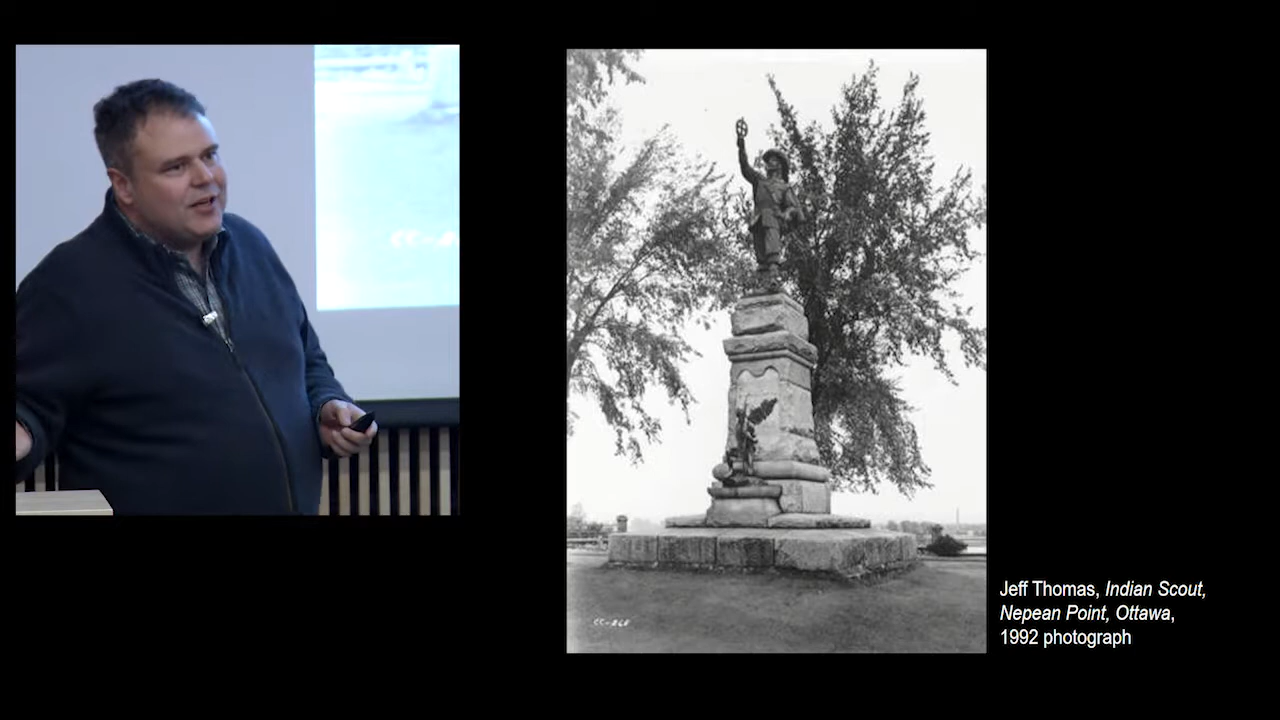 Jeff Thomas, Indian Scout,
Nepean Point, Ottawa,
1992 photograph